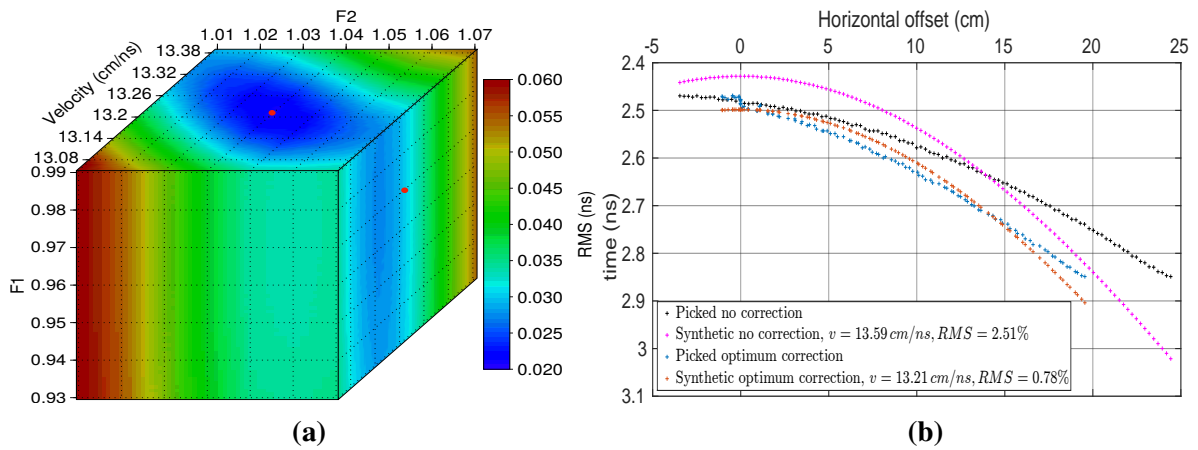 F2
1.01 1.02 1.03 1.04 1.05 1.06 1.07
Velocity (cm/ns)
13.38
13.32
13.26
13.2
13.14
13.08
F1
0.99
0.98
0.97
0.96
0.95
0.94
0.93
0.060
0.055
0.050
0.045
0.040
0.035
0.030
0.025
0.020
RMS (ns)
(a)
Horizontal offset (cm)
-5 0 5 10 15 20 25
time (ns)
2.4
2.5
2.6
2.7
2.8
2.9
3
3.1
Picked no correction
Synthetic no correction, v = 13.59 cm/ns, RMS = 2.51%
Picked optimum correction
Synthetic optimum correction, v = 13.21 cm/ns, RMS = 0.78%
(b)